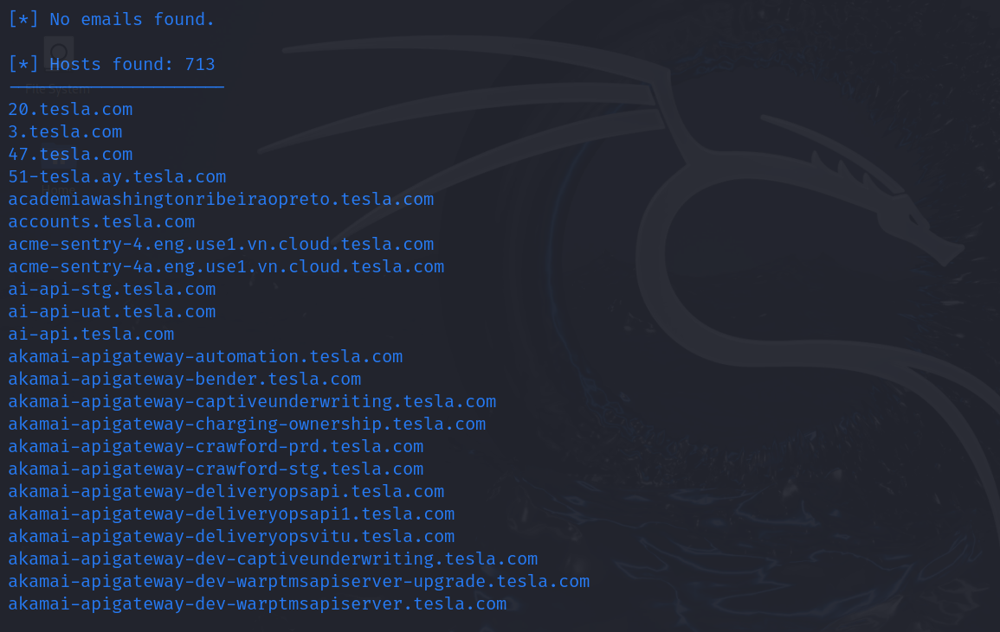 [*] No emails found.
[*] Hosts found: 713
File System
20.tesla.com
3.tesla.com
47.tesla.com
51-tesla.ay.tesla.com
Home
academiawashingtonribeiraopreto.tesla.com
accounts.tesla.com
acme-sentry-4.eng.use1.vn.cloud.tesla.com
acme-sentry-4a.eng.use1.vn.cloud.tesla.com
ai-api-stg.tesla.com
ai-api-uat.tesla.com
ai-api.tesla.com
akamai-apigateway-automation.tesla.com
akamai-apigateway-bender.tesla.com
akamai-apigateway-captiveunderwriting.tesla.com
akamai-apigateway-charging-ownership.tesla.com
akamai-apigateway-crawford-prd.tesla.com
akamai-apigateway-crawford-stg.tesla.com
akamai-apigateway-deliveryopsapi.tesla.com
akamai-apigateway-deliveryopsapi1.tesla.com
akamai-apigateway-deliveryopsvitu.tesla.com
akamai-apigateway-dev-captiveunderwriting.tesla.com
akamai-apigateway-dev-warptmsapiserver-upgrade.tesla.com
akamai-apigateway-dev-warptmsapiserver.tesla.com